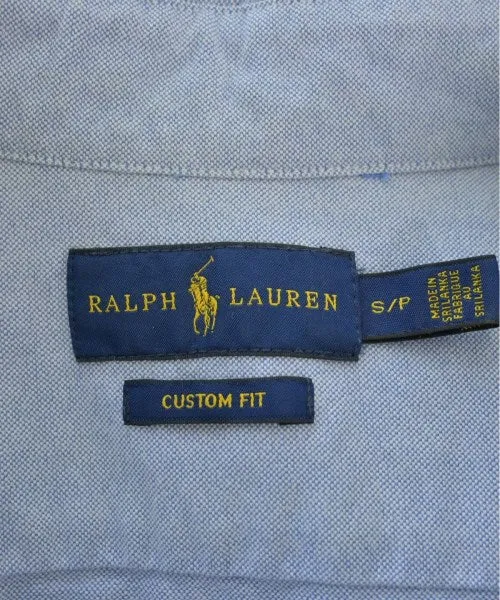 RALPH LAUREN
S/P
MADE IN
SRI LANKA
FABRIQUE
AU
SRI LANKA
CUSTOM FIT